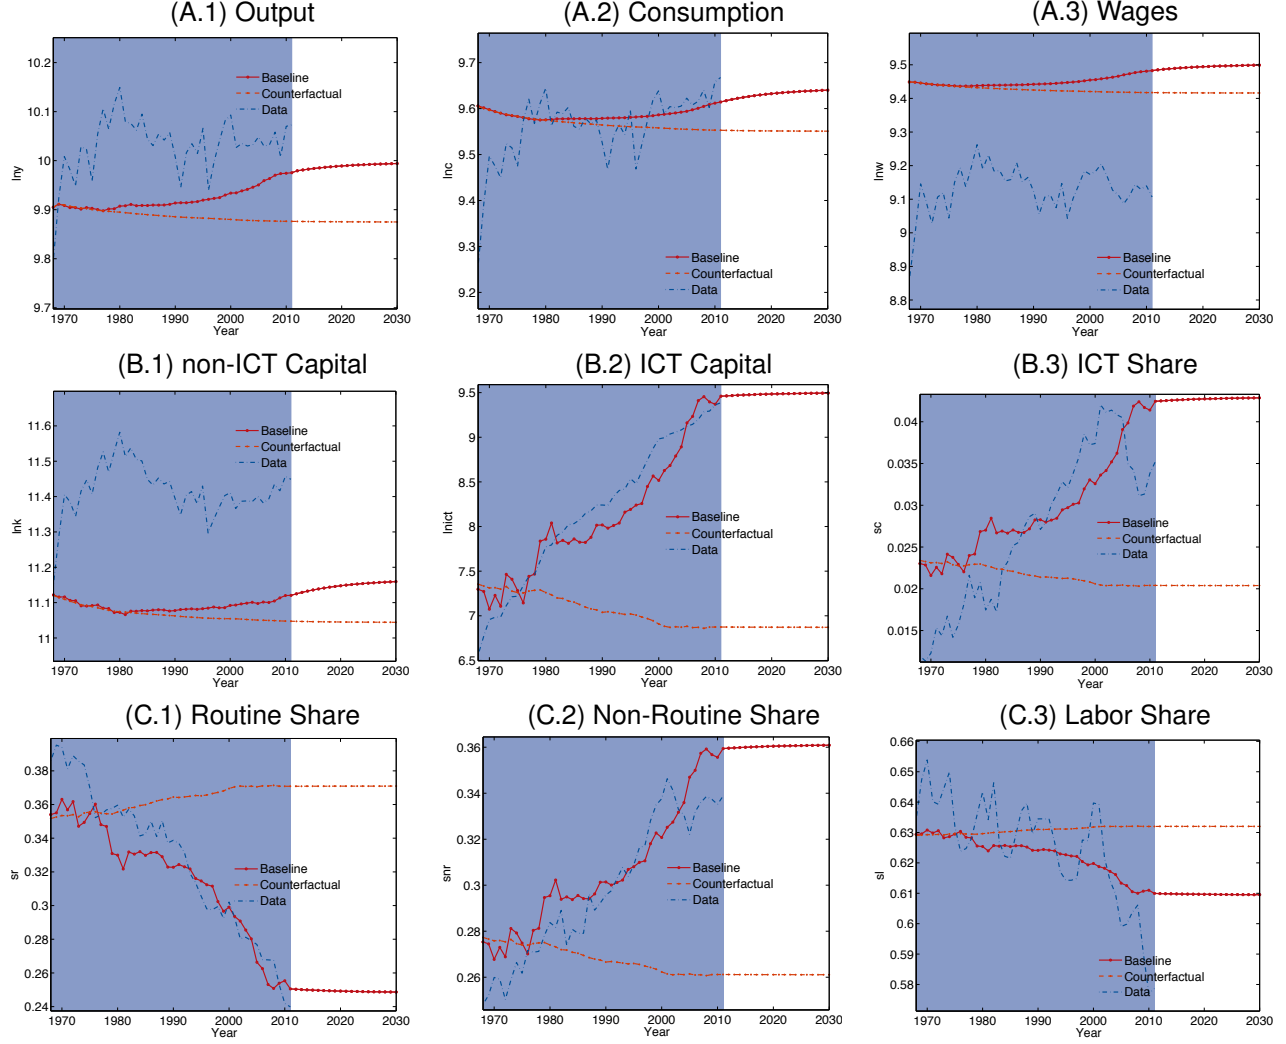 (A.1) Output
(A.2) Consumption
(A.3) Wages
10.2
10.1
10
9.9
9.8
9.7
lny
Baseline
Counterfactual
Data
1970 1980 1990 2000 2010 2020 2030
Year
9.7
9.6
9.5
9.4
9.3
9.2
lnc
Baseline
Counterfactual
Data
1970 1980 1990 2000 2010 2020 2030
Year
9.5
9.4
9.3
9.2
9.1
9
8.9
8.8
lnw
Baseline
Counterfactual
Data
1970 1980 1990 2000 2010 2020 2030
Year
(B.1) non-ICT Capital
(B.2) ICT Capital
(B.3) ICT Share
11.6
11.5
11.4
11.3
11.2
11.1
11
lnk
Baseline
Counterfactual
Data
1970 1980 1990 2000 2010 2020 2030
Year
9.5
9
8.5
8
7.5
7
6.5
lnict
Baseline
Counterfactual
Data
1970 1980 1990 2000 2010 2020 2030
Year
0.04
0.035
0.03
0.025
0.02
0.015
sc
Baseline
Counterfactual
Data
1970 1980 1990 2000 2010 2020 2030
Year
(C.1) Routine Share
(C.2) Non-Routine Share
(C.3) Labor Share
0.38
0.36
0.34
0.32
0.3
0.28
0.26
0.24
sr
Baseline
Counterfactual
Data
1970 1980 1990 2000 2010 2020 2030
Year
0.36
0.34
0.32
0.3
0.28
0.26
snr
Baseline
Counterfactual
Data
1970 1980 1990 2000 2010 2020 2030
Year
0.66
0.65
0.64
0.63
0.62
0.61
0.6
0.59
0.58
sl
Baseline
Counterfactual
Data
1970 1980 1990 2000 2010 2020 2030
Year